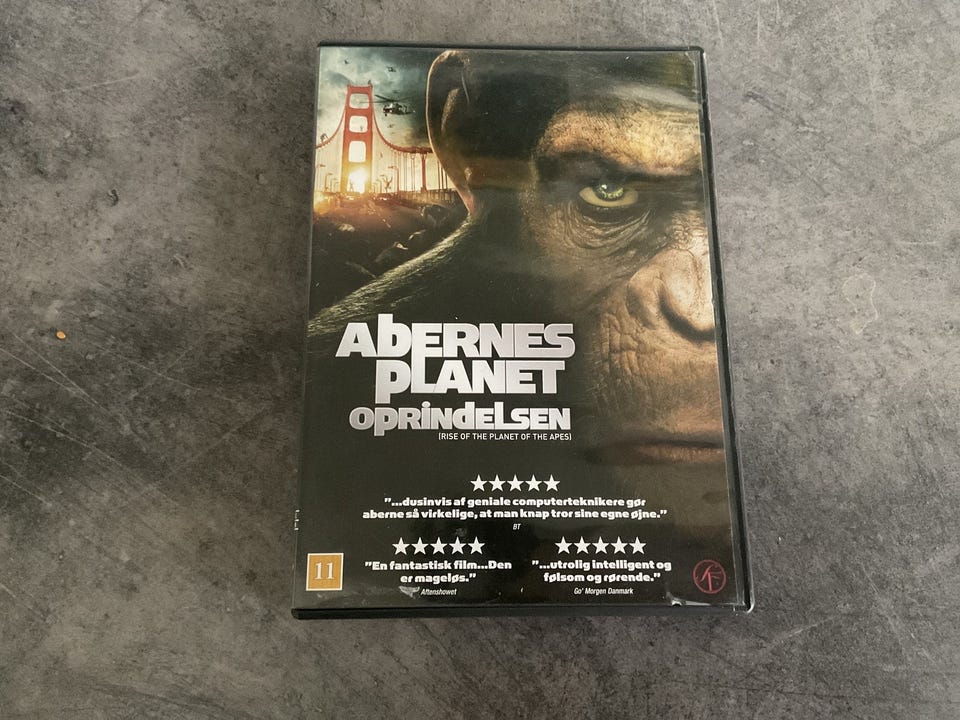 AbERNES
pLANET
OPRiNdELSEN
(RISE OF THE PLANET OF THE APES)
"...dusinvis af geniale computerteknikere gør
aberne så virkelige, at man knap tror sine egne øjne."
BT
"En fantastisk film...Den
er mageløs."
Aftenshowet
"...utrolig intelligent og
følsom og rørende."
Go' Morgen Danmark
11